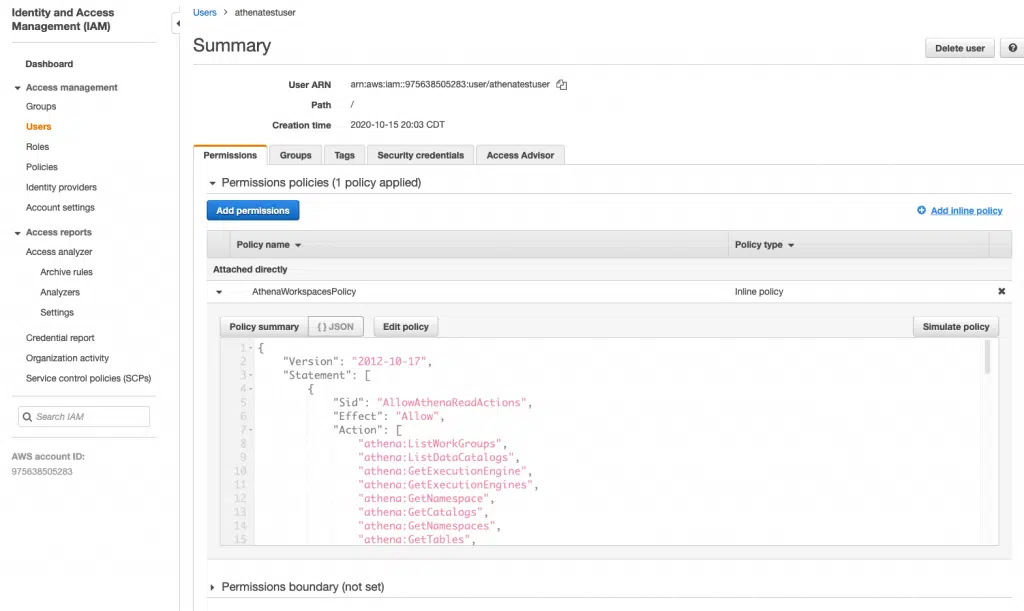 Identity and Access
Management (IAM)
Dashboard
Access management
Groups
Users
Roles
Policies
Identity providers
Account settings
Access reports
Access analyzer
Archive rules
Analyzers
Settings
Credential report
Organization activity
Service control policies (SCPs)
Search IAM
AWS account ID:
975638505283
Users > athenatestuser
Summary
Delete user
?
User ARN arn:aws:iam::975638505283:user/athenatestuser
Path /
Creation time 2020-10-15 20:03 CDT
Permissions Groups Tags Security credentials Access Advisor
Permissions policies (1 policy applied)
Add permissions
Add inline policy
Policy name Policy type
Attached directly
AthenaWorkspacesPolicy Inline policy
Policy summary { } JSON Edit policy Simulate policy
1 {
2 "Version": "2012-10-17",
3 "Statement": [
4 {
5 "Sid": "AllowAthenaReadActions",
6 "Effect": "Allow",
7 "Action": [
8 "athena:ListWorkGroups",
9 "athena:ListDataCatalogs",
10 "athena:GetExecutionEngine",
11 "athena:GetExecutionEngines",
12 "athena:GetNamespace",
13 "athena:GetCatalogs",
14 "athena:GetNamespaces",
15 "athena:GetTables",
Permissions boundary (not set)